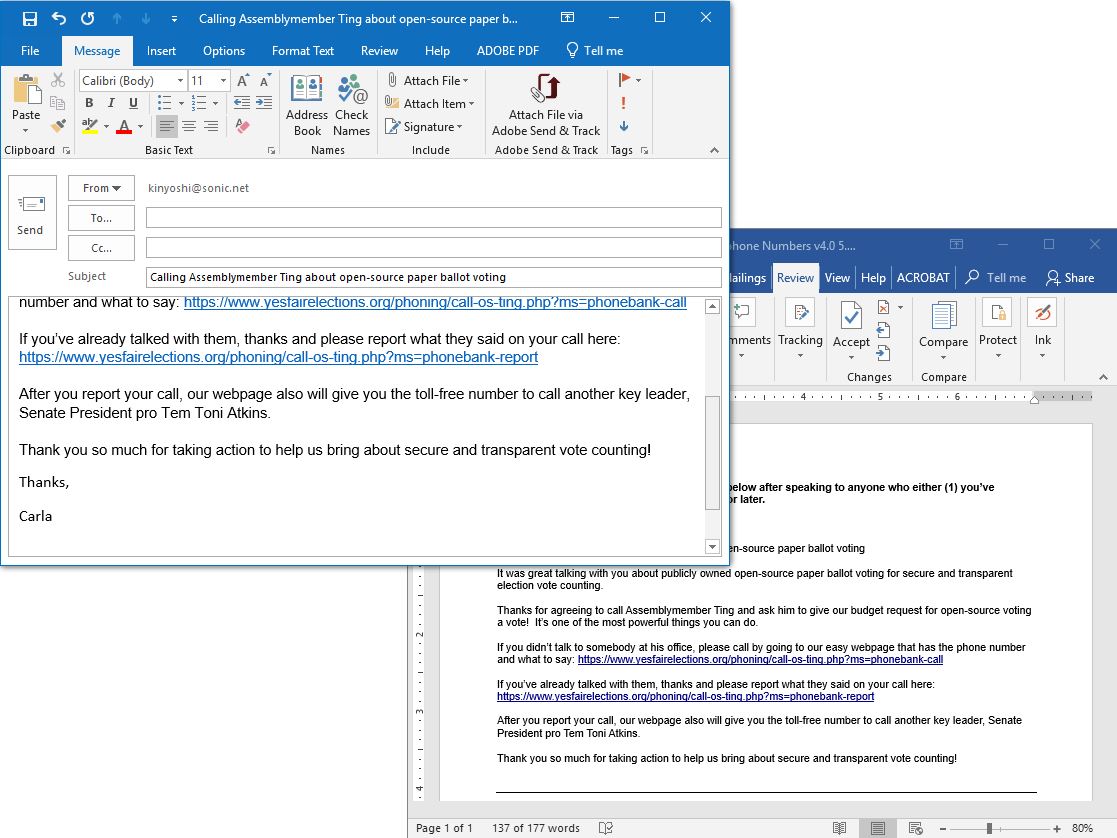 Calling Assemblymember Ting about open-source paper b...
File Message Insert Options Format Text Review Help ADOBE PDF Tell me
Calibri (Body) 11
B I U
ab
A
Paste
Address Book
Check Names
Attach File
Attach Item
Signature
Attach File via
Adobe Send & Track
Clipboard Basic Text Names Include Adobe Send & Track Tags
Send
From kinyoshi@sonic.net
To...
Cc...
Subject Calling Assemblymember Ting about open-source paper ballot voting
number and what to say: https://www.yesfairelections.org/phoning/call-os-ting.php?ms=phonebank-call
If you’ve already talked with them, thanks and please report what they said on your call here:
https://www.yesfairelections.org/phoning/call-os-ting.php?ms=phonebank-report
After you report your call, our webpage also will give you the toll-free number to call another key leader,
Senate President pro Tem Toni Atkins.
Thank you so much for taking action to help us bring about secure and transparent vote counting!
Thanks,
Carla
hone Numbers v4.0 5....
ailings Review View Help ACROBAT Tell me Share
mments Tracking Accept Compare Protect Ink
Changes Compare
4 5 6
elow after speaking to anyone who either (1) you’ve
or later.
en-source paper ballot voting
It was great talking with you about publicly owned open-source paper ballot voting for secure and transparent
election vote counting.
Thanks for agreeing to call Assemblymember Ting and ask him to give our budget request for open-source voting
a vote! It’s one of the most powerful things you can do.
If you didn’t talk to somebody at his office, please call by going to our easy webpage that has the phone number
and what to say: https://www.yesfairelections.org/phoning/call-os-ting.php?ms=phonebank-call
If you’ve already talked with them, thanks and please report what they said on your call here:
https://www.yesfairelections.org/phoning/call-os-ting.php?ms=phonebank-report
After you report your call, our webpage also will give you the toll-free number to call another key leader, Senate
President pro Tem Toni Atkins.
Thank you so much for taking action to help us bring about secure and transparent vote counting!
2
3
4
Page 1 of 1 137 of 177 words 80%